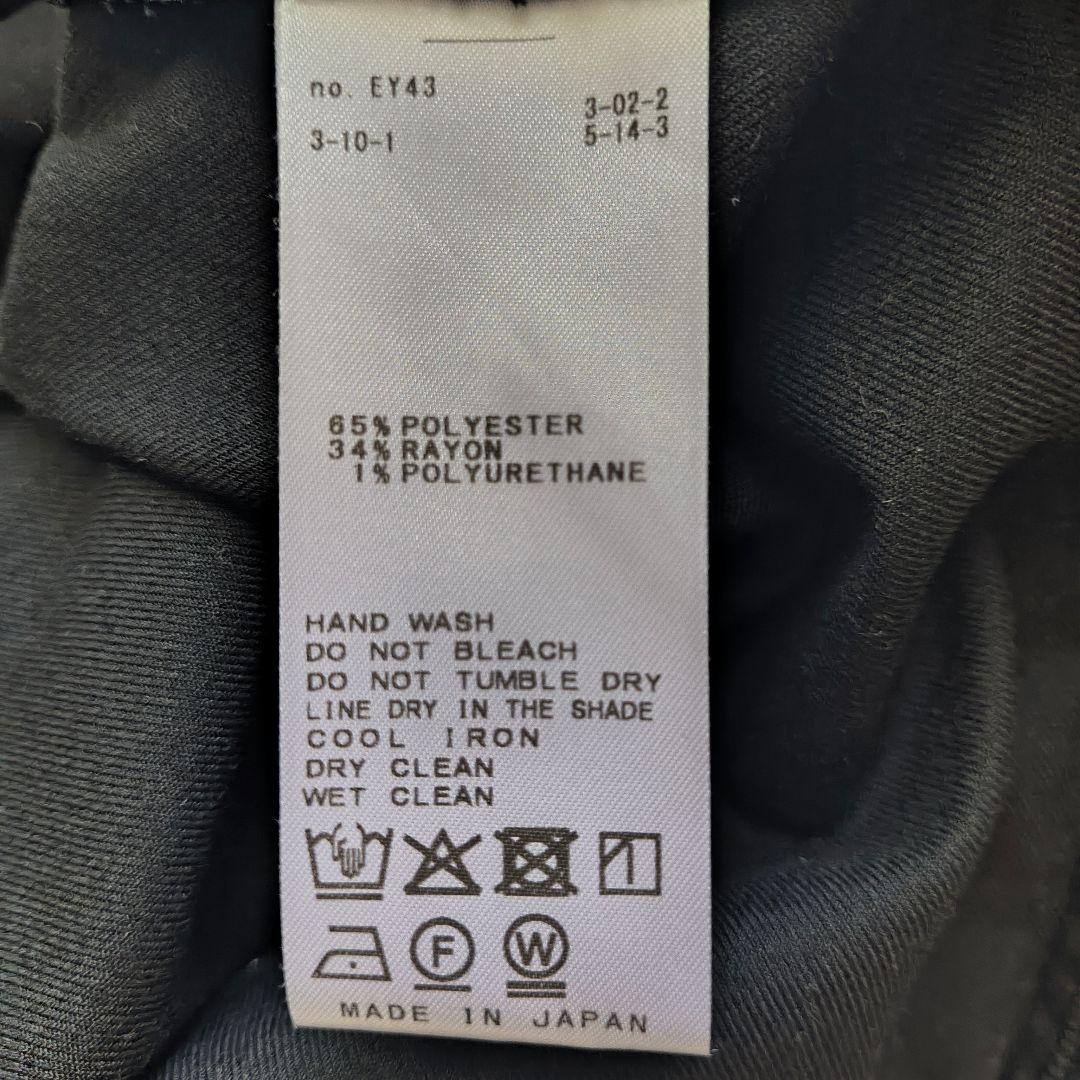 no. EY43
3-02-2
3-10-1
5-14-3
65% POLYESTER
34% RAYON
1% POLYURETHANE
HAND WASH
DO NOT BLEACH
DO NOT TUMBLE DRY
LINE DRY IN THE SHADE
COOL IRON
DRY CLEAN
WET CLEAN
F W
MADE IN JAPAN